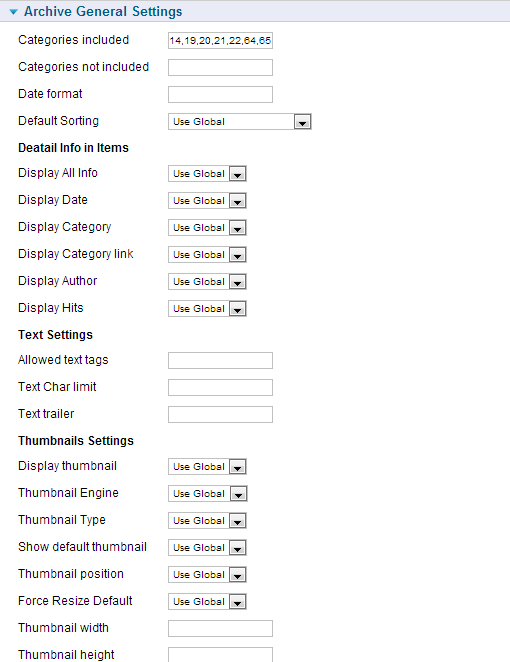 Archive General Settings
Categories included 14,19,20,21,22,64,65
Categories not included
Date format
Default Sorting Use Global
Deatail Info in Items
Display All Info Use Global
Display Date Use Global
Display Category Use Global
Display Category link Use Global
Display Author Use Global
Display Hits Use Global
Text Settings
Allowed text tags
Text Char limit
Text trailer
Thumbnails Settings
Display thumbnail Use Global
Thumbnail Engine Use Global
Thumbnail Type Use Global
Show default thumbnail Use Global
Thumbnail position Use Global
Force Resize Default Use Global
Thumbnail width
Thumbnail height